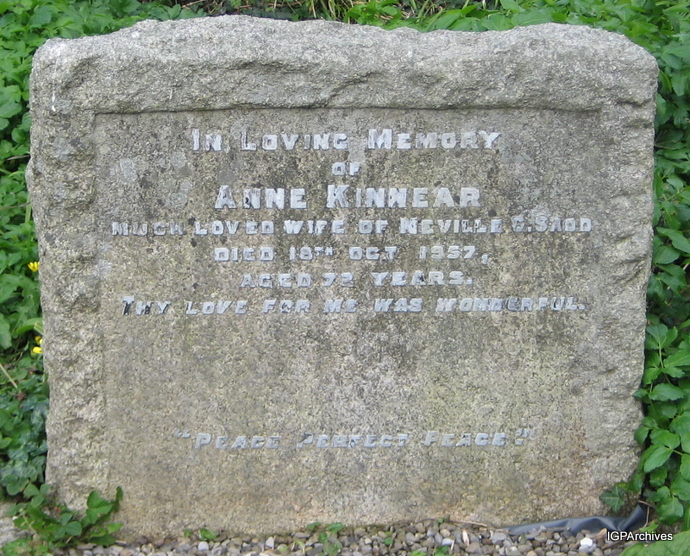 In Loving Memory
of
Anne Kinnear
Much loved wife of Neville G. Shod
Died 18th Oct. 1957,
Aged 79 years.
Thy love for me was wonderful.
"Peace Perfect Peace"
IGPArchives